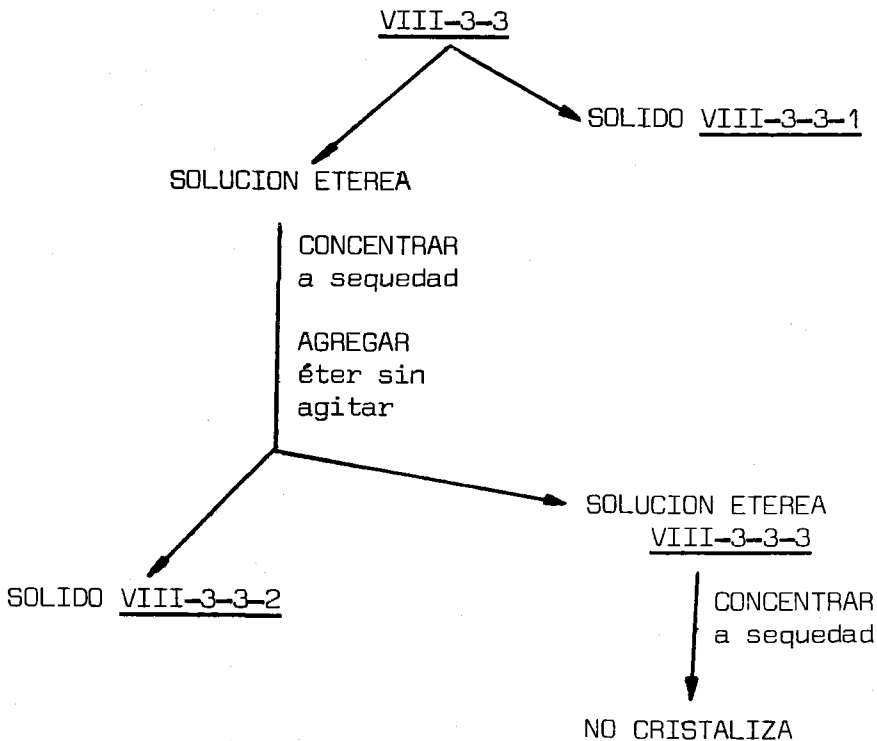 VIII-3-3
SOLIDO VIII-3-3-1
SOLUCION ETEREA
CONCENTRAR
a sequedad
AGREGAR
éter sin
agitar
SOLUCION ETEREA
VIII-3-3-3
SOLIDO VIII-3-3-2
CONCENTRAR
a sequedad
NO CRISTALIZA